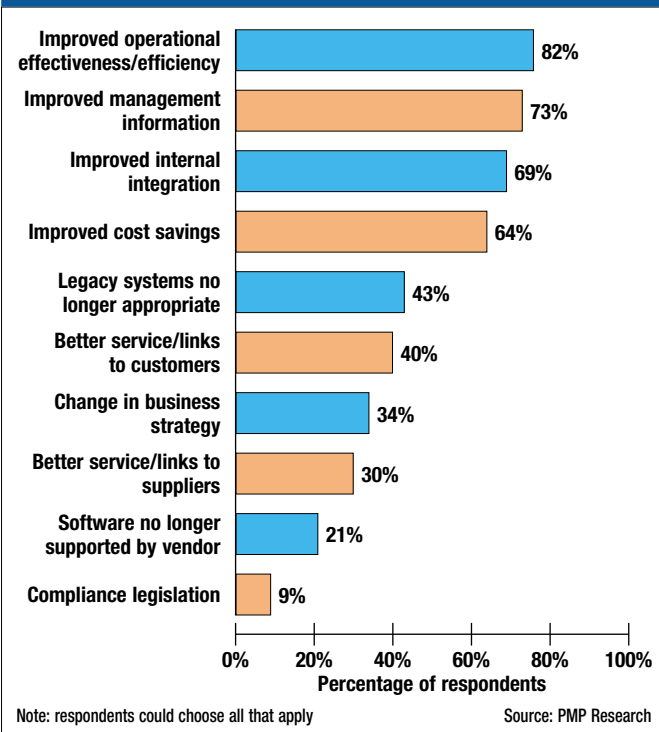 Improved operational
effectiveness/efficiency
82%
Improved management
information
73%
Improved internal
integration
69%
Improved cost savings
64%
Legacy systems no
longer appropriate
43%
Better service/links
to customers
40%
Change in business
strategy
34%
Better service/links to
suppliers
30%
Software no longer
supported by vendor
21%
Compliance legislation
9%
0% 20% 40% 60% 80% 100%
Percentage of respondents
Note: respondents could choose all that apply
Source: PMP Research